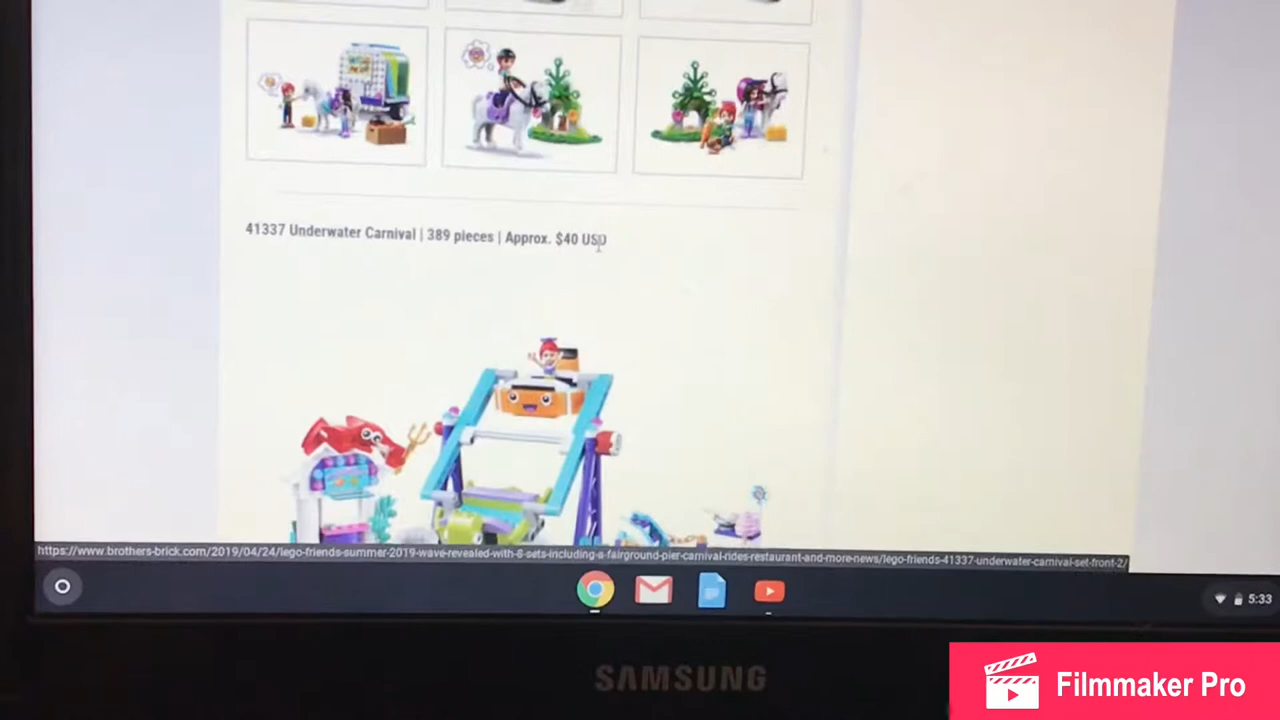 41337 Underwater Carnival | 389 pieces | Approx. $40 USD
https://www.brothers-brick.com/2019/04/24/lego-friends-summer-2019-wave-revealed-with-8-sets-including-a-fairground-pier-carnival-rides-restaurant-and-more-news/lego-friends-41337-underwater-carnival-set-front-2/
5:33
SAMSUNG
Filmmaker Pro